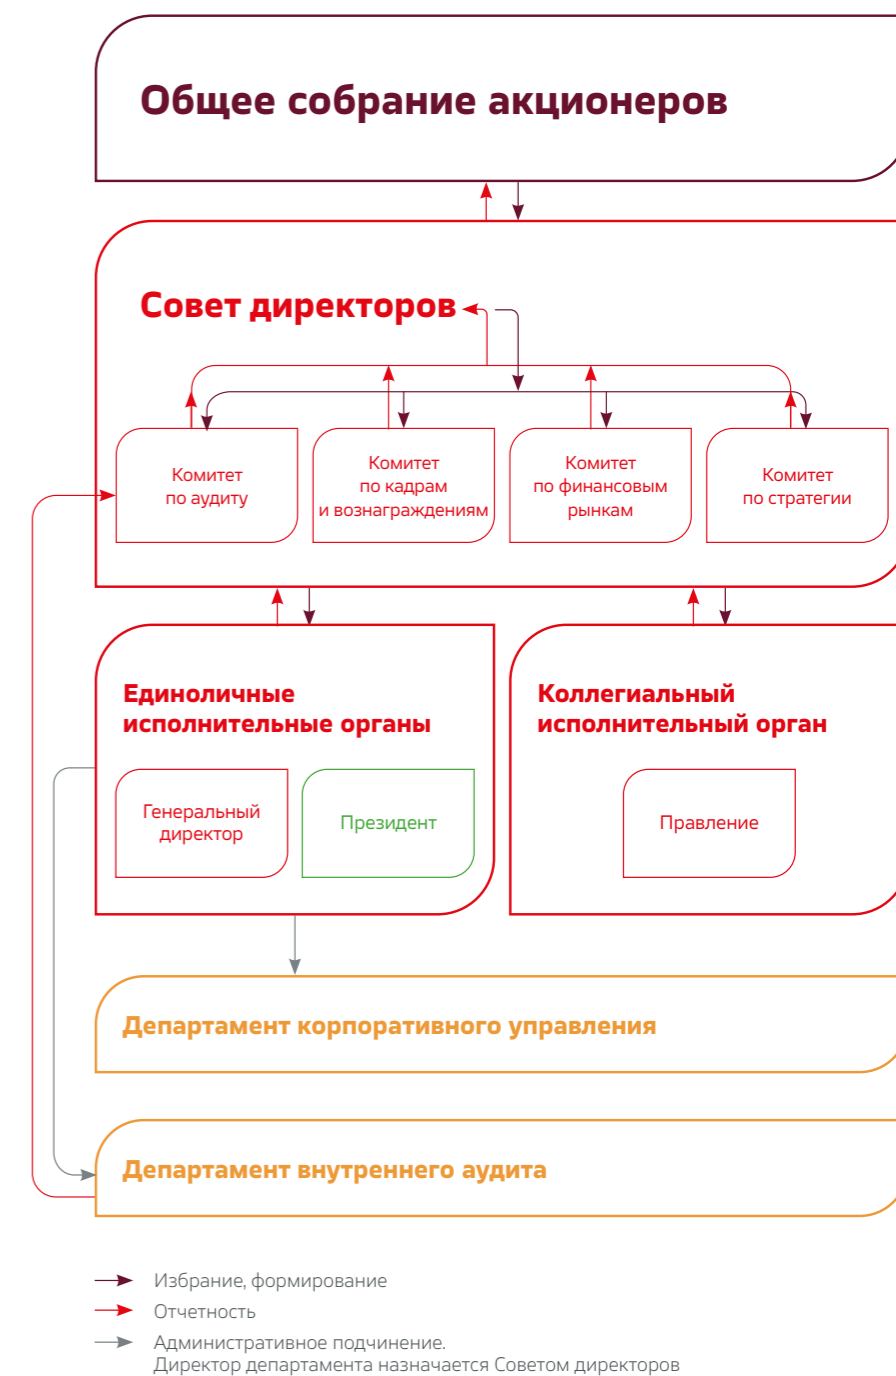 Общее собрание акционеров
Совет директоров
Комитет
по аудиту
Комитет
по кадрам
и вознаграждениям
Комитет
по финансовым
рынкам
Комитет
по стратегии
Единоличные
исполнительные органы
Генеральный
директор
Президент
Коллегиальный
исполнительный орган
Правление
Департамент корпоративного управления
Департамент внутреннего аудита
Избрание, формирование
Отчетность
Административное подчинение.
Директор департамента назначается Советом директоров